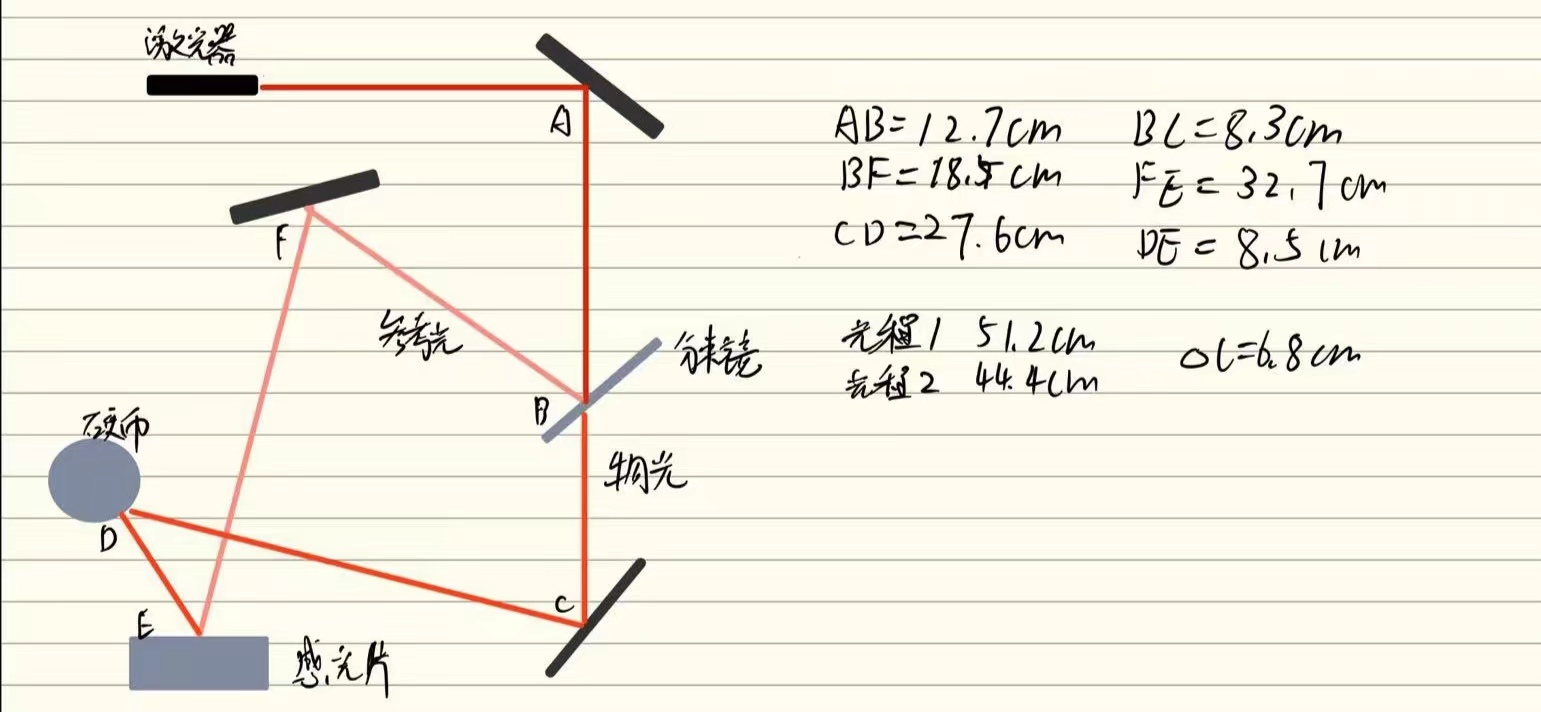 激光器
A
AB=12.7cm BC=8.3cm
BF=18.5cm FE=32.7cm
F
CD=27.6cm DE=8.5cm
参考光
分束镜
光程1 51.2cm
光程2 44.4cm △L=6.8cm
B
硬币
物光
D
C
E
感光片